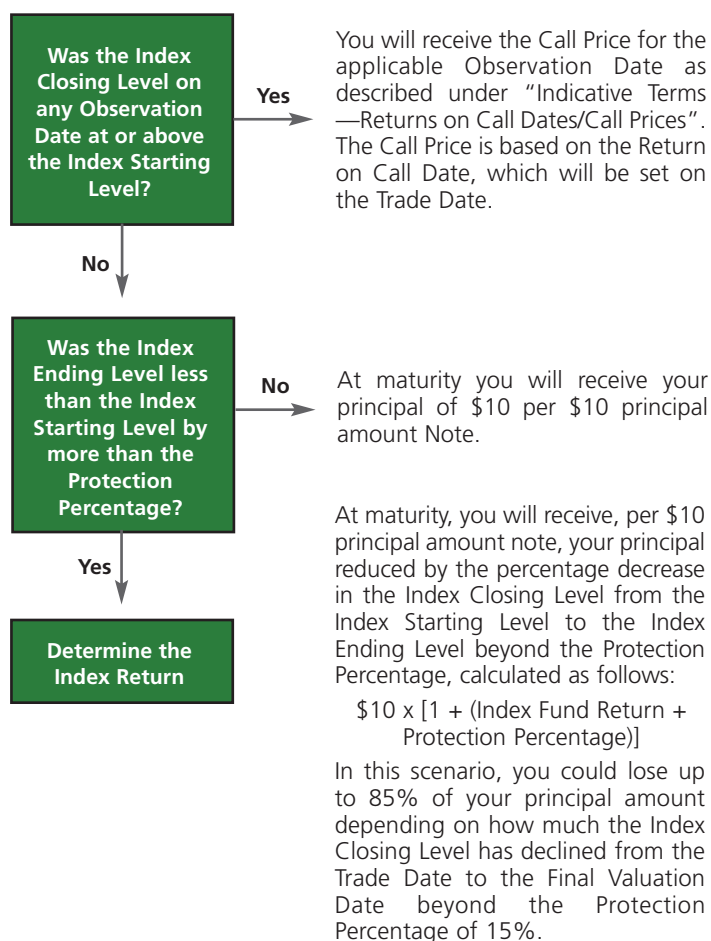 Was the Index
Closing Level on
any Observation
Date at or above
the Index Starting
Level?
Yes
You will receive the Call Price for the
applicable Observation Date as
described under “Indicative Terms
—Returns on Call Dates/Call Prices”.
The Call Price is based on the Return
on Call Date, which will be set on
the Trade Date.
No
Was the Index
Ending Level less
than the Index
Starting Level by
more than the
Protection
Percentage?
No
At maturity you will receive your
principal of $10 per $10 principal
amount Note.
Yes
Determine the
Index Return
At maturity, you will receive, per $10
principal amount note, your principal
reduced by the percentage decrease
in the Index Closing Level from the
Index Starting Level to the Index
Ending Level beyond the Protection
Percentage, calculated as follows:
$10 x [1 + (Index Fund Return +
Protection Percentage)]
In this scenario, you could lose up
to 85% of your principal amount
depending on how much the Index
Closing Level has declined from the
Trade Date to the Final Valuation
Date beyond the Protection
Percentage of 15%.